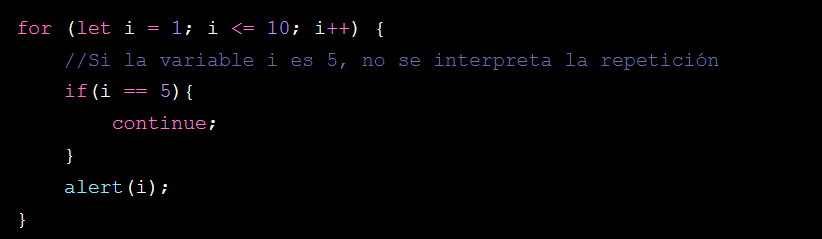 for (let i = 1; i <= 10; i++) {
    //Si la variable i es 5, no se interpreta la repetición
    if(i == 5){
        continue;
    }
    alert(i);
}